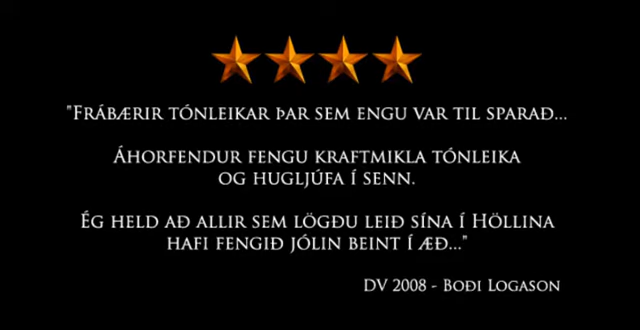 "Frábærir tónleikar þar sem engu var til sparað...
Áhorfendur fengu kraftmikla tónleika
og hugljúfa í senn.
Ég held að allir sem lögðu leið sína í Höllina
hafi fengið jólin beint í æð..."
DV 2008 - Boði Logason